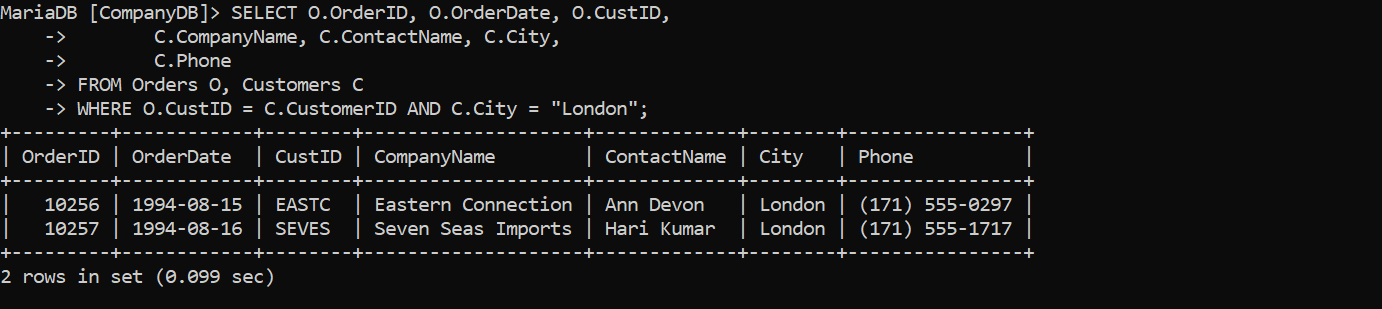 MariaDB [CompanyDB]> SELECT O.OrderID, O.OrderDate, O.CustID,
    ->        C.CompanyName, C.ContactName, C.City,
    ->        C.Phone
    -> FROM Orders O, Customers C
    -> WHERE O.CustID = C.CustomerID AND C.City = "London";
+---------+------------+--------+--------------------+-------------+--------+----------------+
| OrderID | OrderDate  | CustID | CompanyName        | ContactName | City   | Phone          |
+---------+------------+--------+--------------------+-------------+--------+----------------+
|   10256 | 1994-08-15 | EASTC  | Eastern Connection | Ann Devon   | London | (171) 555-0297 |
|   10257 | 1994-08-16 | SEVES  | Seven Seas Imports | Hari Kumar  | London | (171) 555-1717 |
+---------+------------+--------+--------------------+-------------+--------+----------------+
2 rows in set (0.099 sec)